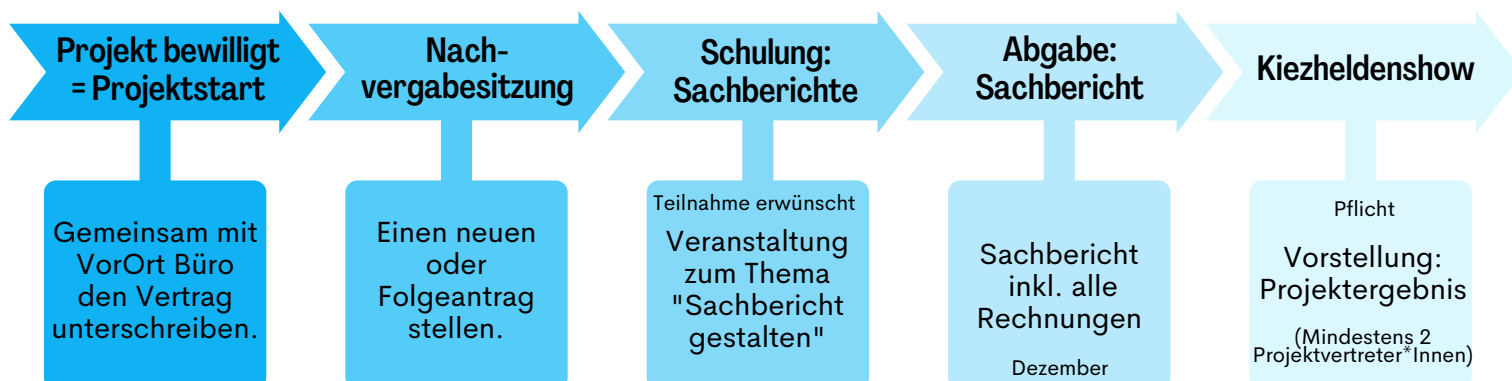 Projekt bewilligt
= Projektstart
Nach-
vergabesitzung
Schulung:
Sachberichte
Abgabe:
Sachbericht
Kiezheldenshow
Gemeinsam mit
VorOrt Büro
den Vertrag
unterschreiben.
Einen neuen
oder
Folgeantrag
stellen.
Teilnahme erwünscht
Veranstaltung
zum Thema
"Sachbericht
gestalten"
Sachbericht
inkl. alle
Rechnungen
Dezember
Pflicht
Vorstellung:
Projektergebnis
(Mindestens 2
Projektvertreter*Innen)